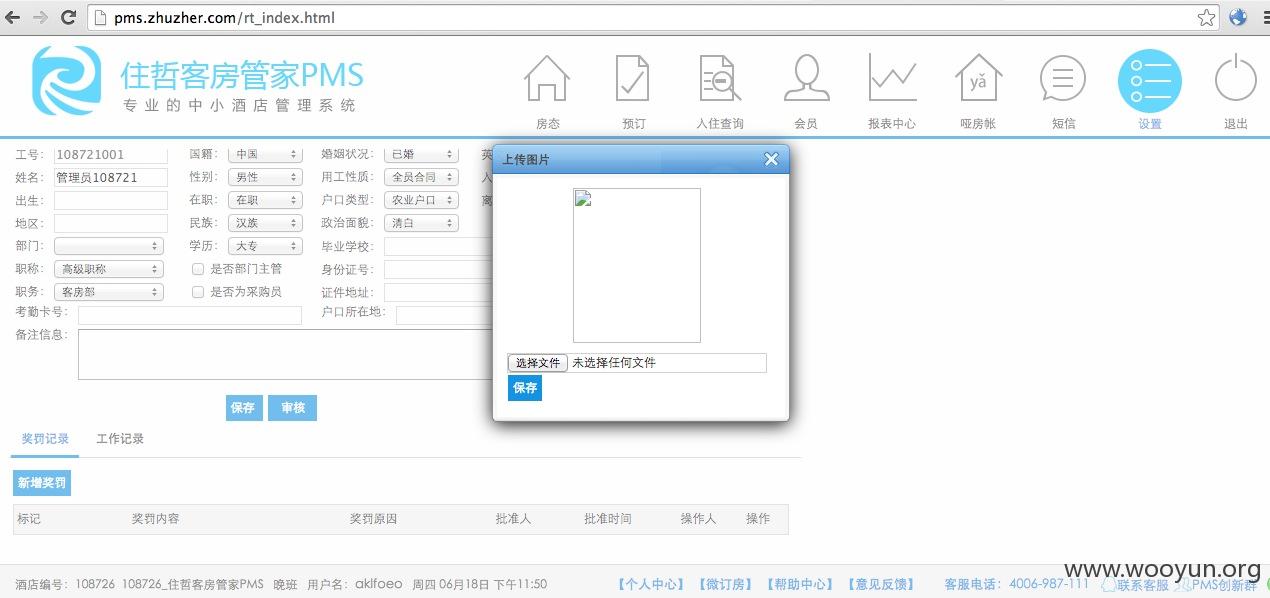 pms.zhuzher.com/rt_index.html
住哲客房管家PMS
专业的中小酒店管理系统
房态 预订 入住查询 会员 报表中心 哑房帐 短信 设置 退出
yǎ
工号： 108721001 国籍： 中国 婚姻状况： 已婚 英
姓名： 管理员108721 性别： 男性 用工性质： 全员合同 人
出生： 在职： 在职 户口类型： 农业户口 离
地区： 民族： 汉族 政治面貌： 清白
部门： 学历： 大专 毕业学校：
职称： 高级职称 是否部门主管 身份证号：
职务： 客房部 是否为采购员 证件地址：
考勤卡号： 户口所在地：
备注信息：
保存 审核
上传图片
选择文件 未选择任何文件
保存
奖罚记录 工作记录
新增奖罚
标记 奖罚内容 奖罚原因 批准人 批准时间 操作人 操作
酒店编号： 108726 108726_住哲客房管家PMS 晚班 用户名： aklfoeo 周四 06月18日 下午11:50 【个人中心】 【微订房】 【帮助中心】 【意见反馈】 客服电话： 4006-987-111 联系客服 PMS创新群
www.wooyun.org